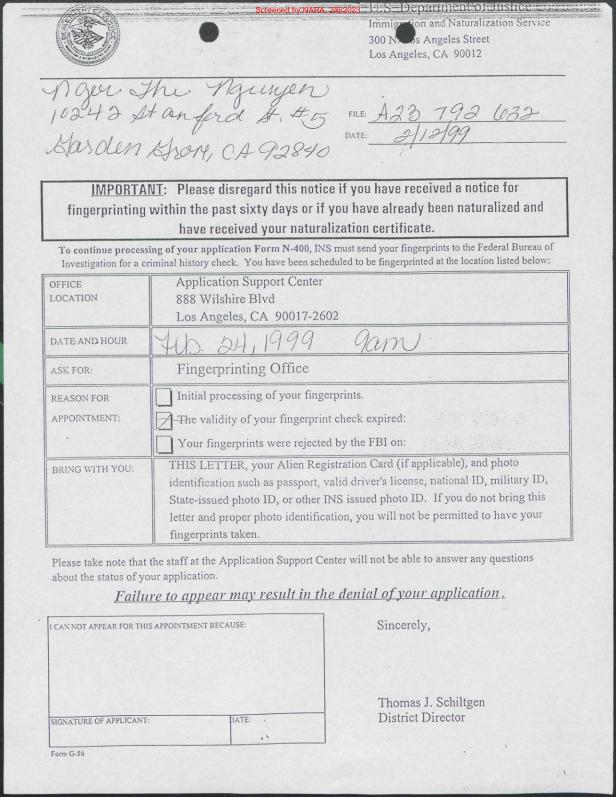 Screened by NARA, 7/6/2023
U.S. Department of Justice
Immigration and Naturalization Service
300 N. Los Angeles Street
Los Angeles, CA 90012
The Nguyen
10242 Stanford #5
Garden Grove, CA 92840
FILE: A23 792 632
DATE: 2/12/99
IMPORTANT: Please disregard this notice if you have received a notice for
fingerprinting within the past sixty days or if you have already been naturalized and
have received your naturalization certificate.
To continue processing of your application Form N-400, INS must send your fingerprints to the Federal Bureau of
Investigation for a criminal history check. You have been scheduled to be fingerprinted at the location listed below:
OFFICE LOCATION
Application Support Center
888 Wilshire Blvd
Los Angeles, CA 90017-2602
DATE AND HOUR
Feb. 24, 1999 9am
ASK FOR:
Fingerprinting Office
REASON FOR APPOINTMENT:
Initial processing of your fingerprints.
The validity of your fingerprint check expired:
Your fingerprints were rejected by the FBI on:
BRING WITH YOU:
THIS LETTER, your Alien Registration Card (if applicable), and photo
identification such as passport, valid driver's license, national ID, military ID,
State-issued photo ID, or other INS issued photo ID. If you do not bring this
letter and proper photo identification, you will not be permitted to have your
fingerprints taken.
Please take note that the staff at the Application Support Center will not be able to answer any questions
about the status of your application.
Failure to appear may result in the denial of your application.
I CAN NOT APPEAR FOR THIS APPOINTMENT BECAUSE:
SIGNATURE OF APPLICANT:
DATE:
Sincerely,
Thomas J. Schiltgen
District Director
Form G-56